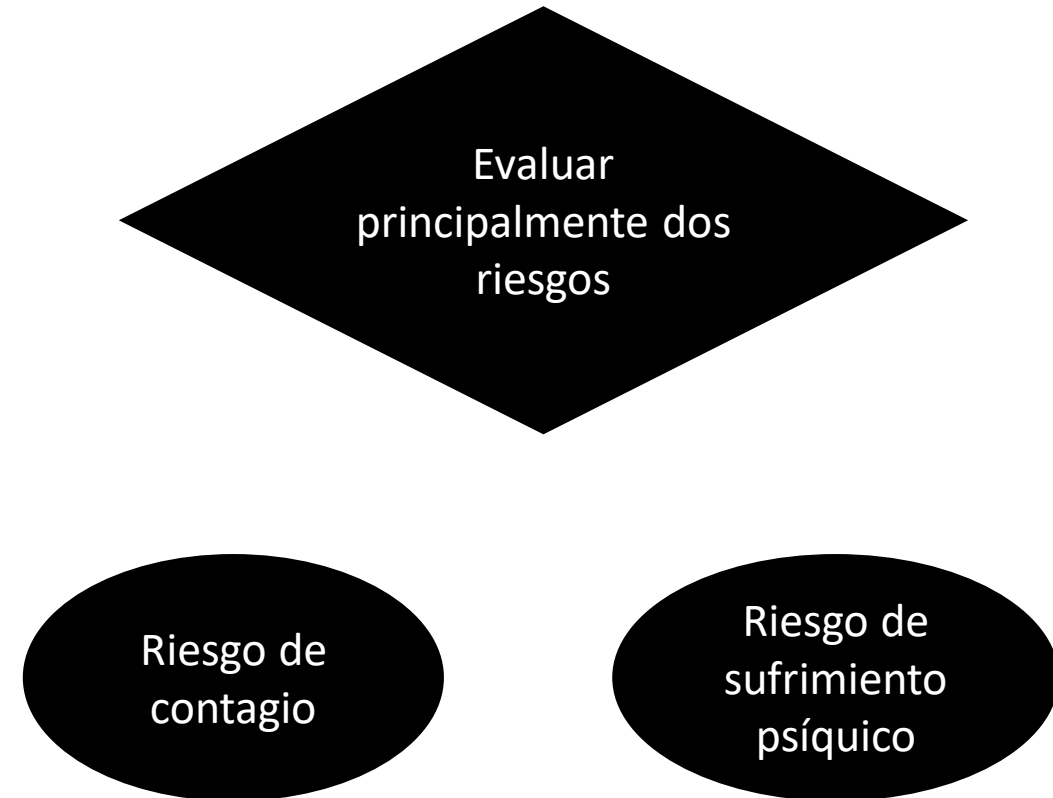 Evaluar
principalmente dos
riesgos
Riesgo de
contagio
Riesgo de
sufrimiento
psíquico